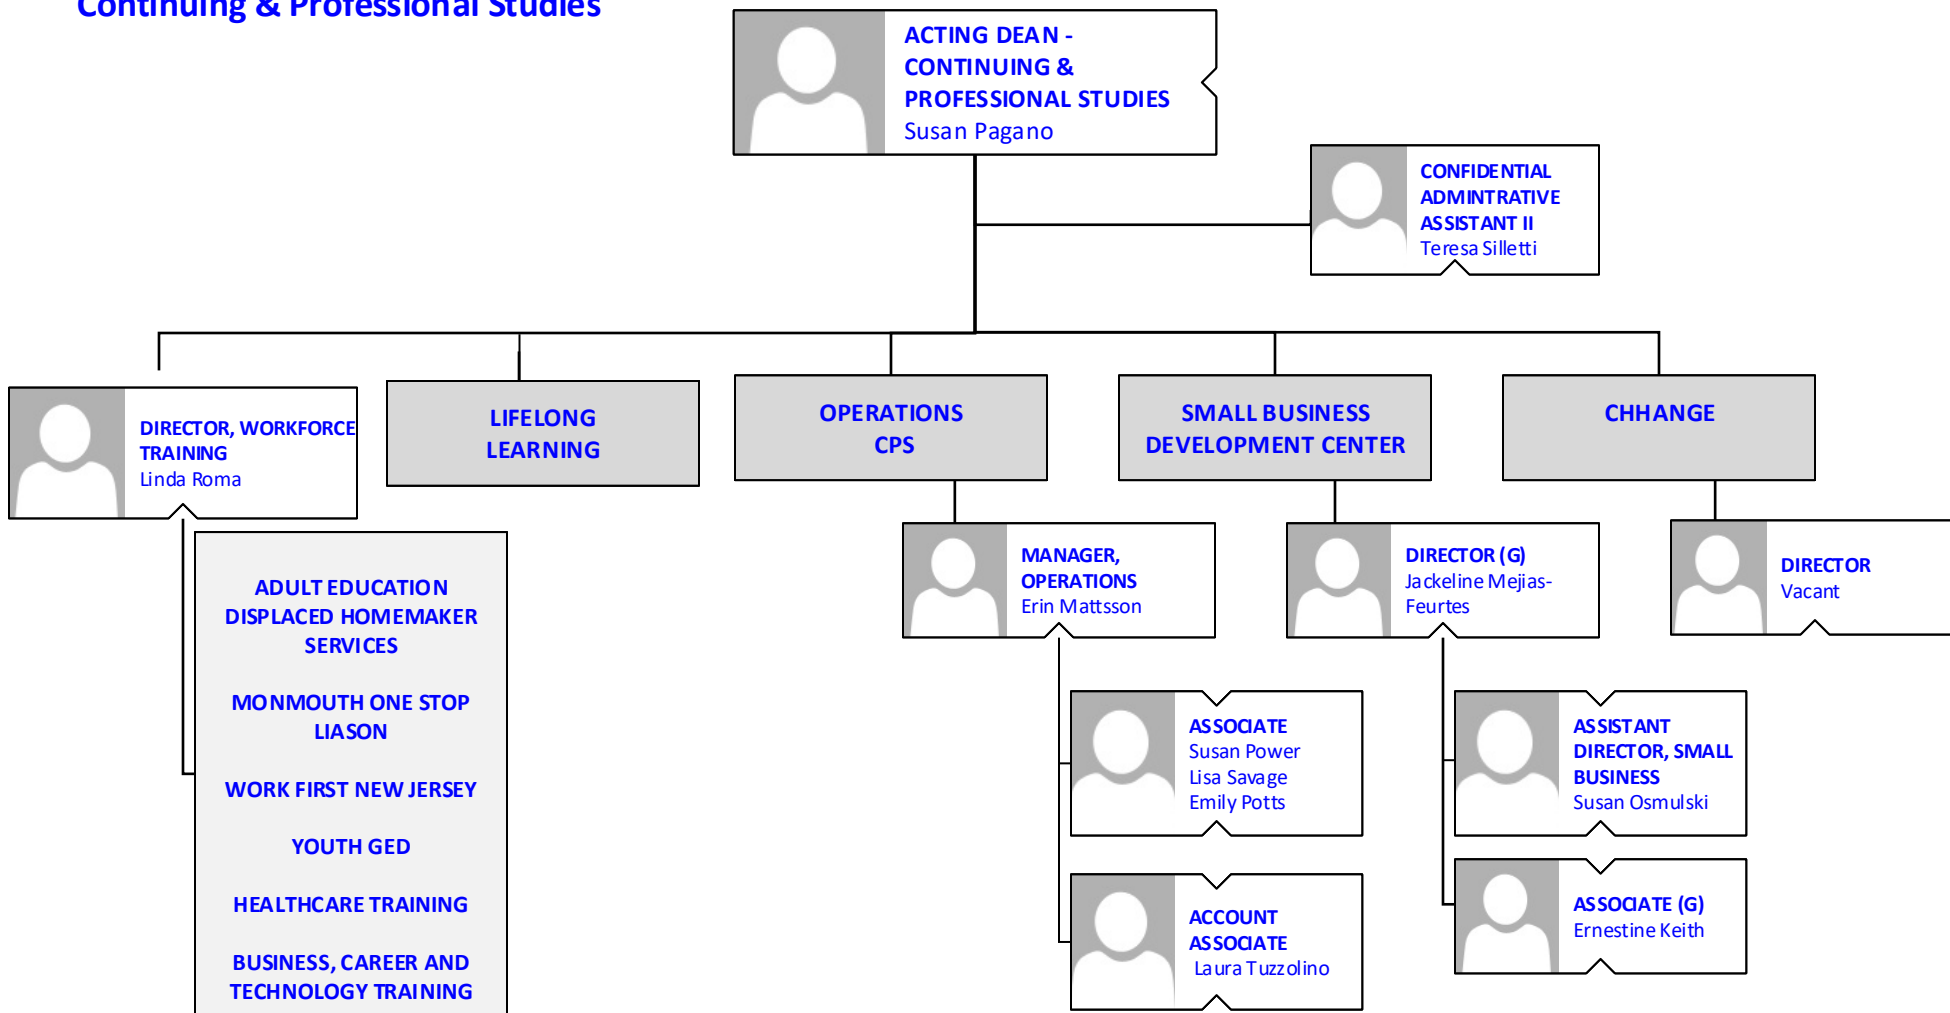 Continuing & Professional Studies
ACTING DEAN -
CONTINUING &
PROFESSIONAL STUDIES
Susan Pagano
CONFIDENTIAL
ADMINTRATIVE
ASSISTANT II
Teresa Silletti
DIRECTOR, WORKFORCE
TRAINING
Linda Roma
LIFELONG
LEARNING
OPERATIONS
CPS
SMALL BUSINESS
DEVELOPMENT CENTER
CHHANGE
ADULT EDUCATION
DISPLACED HOMEMAKER
SERVICES
MONMOUTH ONE STOP
LIASON
WORK FIRST NEW JERSEY
YOUTH GED
HEALTHCARE TRAINING
BUSINESS, CAREER AND
TECHNOLOGY TRAINING
MANAGER,
OPERATIONS
Erin Mattsson
ASSOCIATE
Susan Power
Lisa Savage
Emily Potts
ACCOUNT
ASSOCIATE
Laura Tuzzolino
DIRECTOR (G)
Jackeline Mejias-
Feurtes
ASSISTANT
DIRECTOR, SMALL
BUSINESS
Susan Osmulski
ASSOCIATE (G)
Ernestine Keith
DIRECTOR
Vacant